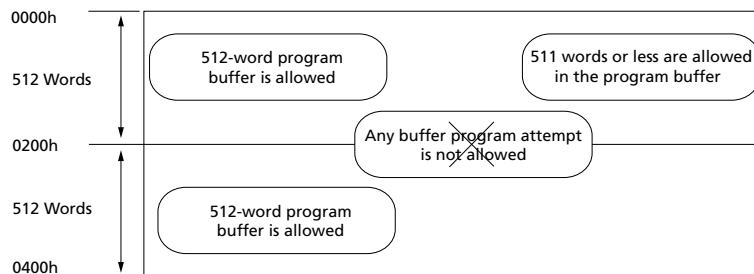 0000h
512 Words
512-word program
buffer is allowed
511 words or less are allowed
in the program buffer
0200h
Any buffer program attempt
is not allowed
512 Words
512-word program
buffer is allowed
0400h